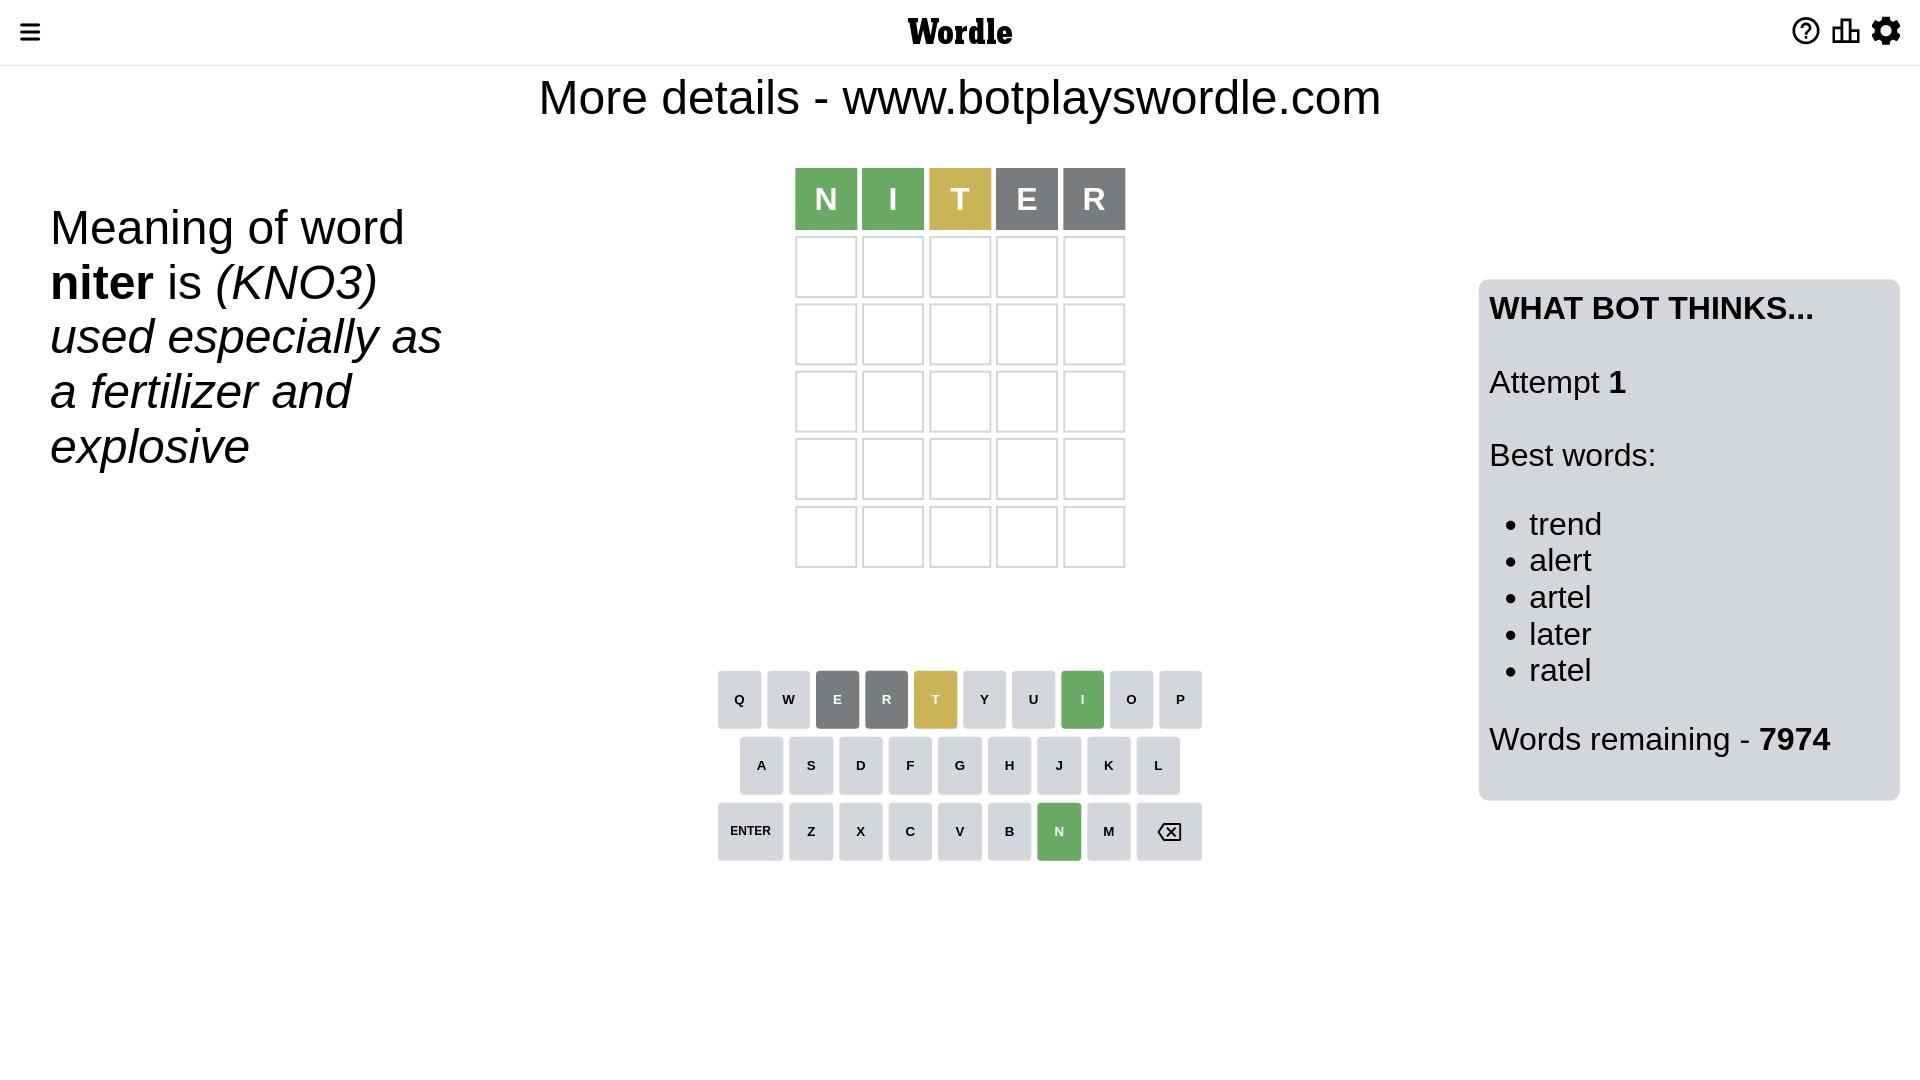 Wordle
More details - www.botplayswordle.com
Meaning of word
niter is (KNO3)
used especially as
a fertilizer and
explosive
N I T E R
WHAT BOT THINKS...
Attempt 1
Best words:
• trend
• alert
• artel
• later
• ratel
Words remaining - 7974
Q W E R T Y U I O P
A S D F G H J K L
ENTER Z X C V B N M